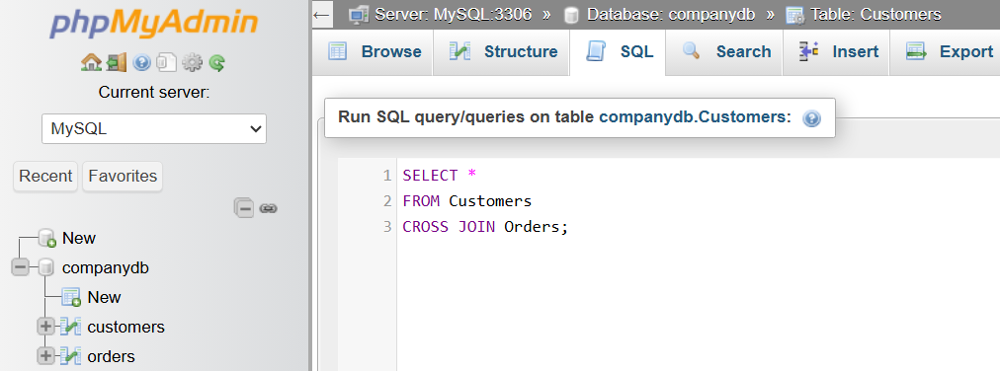 phpMyAdmin
Current server:
MySQL
Recent Favorites
New
companydb
New
customers
orders
← Server: MySQL:3306 » Database: companydb » Table: Customers
Browse Structure SQL Search Insert Export
Run SQL query/queries on table companydb.Customers:
1 SELECT *
2 FROM Customers
3 CROSS JOIN Orders;